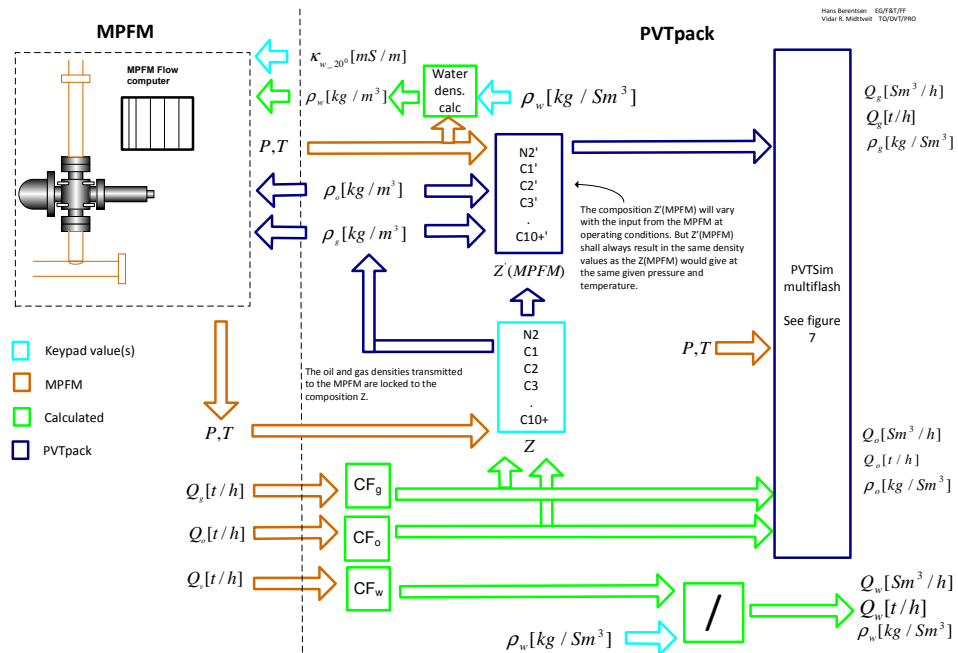 Hans Berentsen EG/F&T/FF
Vidar R. Midttveit TO/DVT/PRO
MPFM
PVTpack
MPFM Flow
computer
κ_{w_20⁰}[mS / m]
ρ_w[kg / m³]
Water
dens.
calc
ρ_w[kg / Sm³]
P,T
ρ_o[kg / m³]
ρ_g[kg / m³]
N2'
C1'
C2'
C3'
.
C10+'
Z'(MPFM)
The composition Z'(MPFM) will vary
with the input from the MPFM at
operating conditions. But Z'(MPFM)
shall always result in the same density
values as the Z(MPFM) would give at
the same given pressure and
temperature.
Q_g[Sm³ / h]
Q_g[t / h]
ρ_g[kg / Sm³]
PVTSim
multiflash
See figure
7
P,T
N2
C1
C2
C3
.
C10+
Z
The oil and gas densities transmitted
to the MPFM are locked to the
composition Z.
Keypad value(s)
MPFM
Calculated
PVTpack
P,T
Q_g[t / h]
CF_g
Q_o[t / h]
CF_o
Q_v[t / h]
CF_w
Q_o[Sm³ / h]
Q_o[t / h]
ρ_o[kg / Sm³]
/
ρ_w[kg / Sm³]
Q_w[Sm³ / h]
Q_w[t / h]
ρ_w[kg / Sm³]